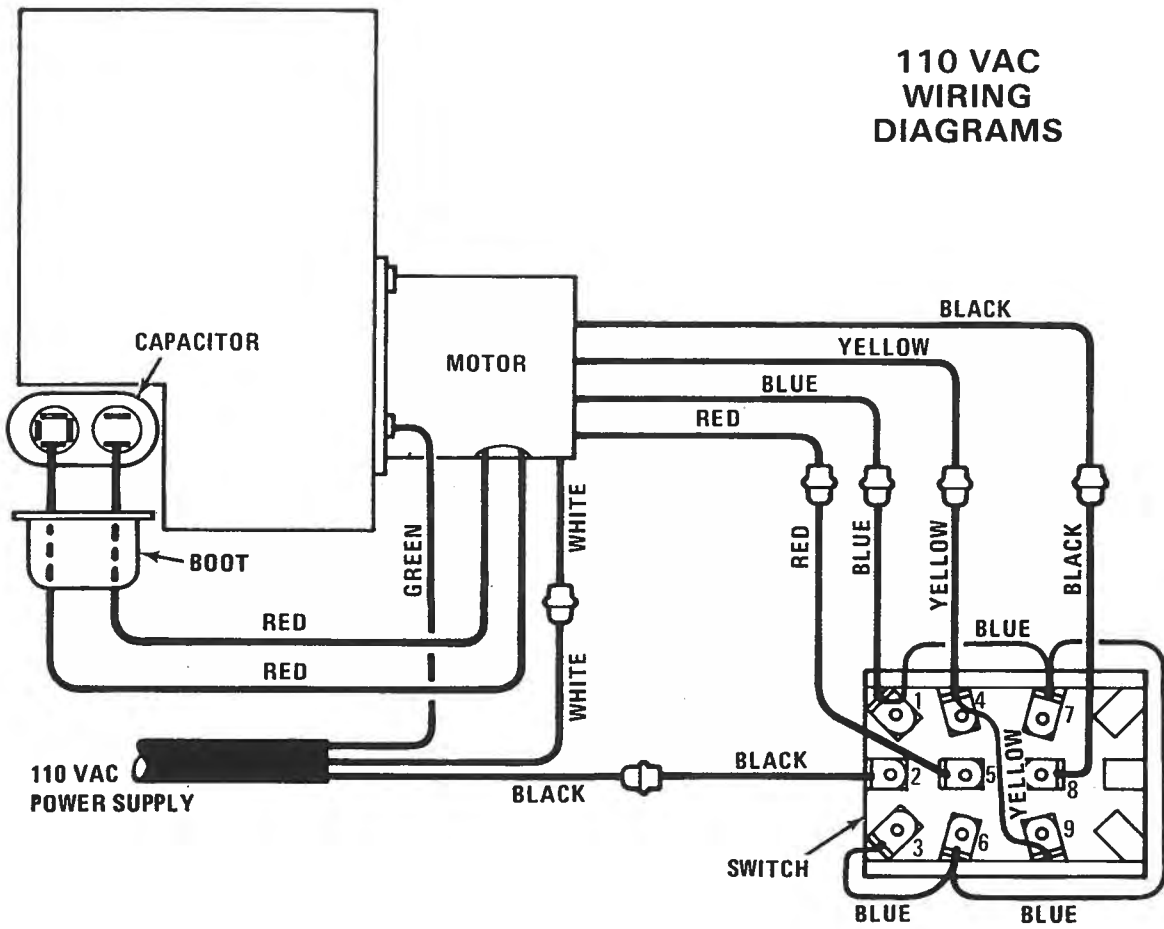 110 VAC
WIRING
DIAGRAMS
CAPACITOR
MOTOR
BLACK
YELLOW
BLUE
RED
BOOT
GREEN
WHITE
RED
BLUE
YELLOW
BLACK
RED
RED
WHITE
BLUE
1
4
7
110 VAC
POWER SUPPLY
BLACK
BLACK
2
5
8
YELLOW
SWITCH
3
6
9
BLUE
BLUE